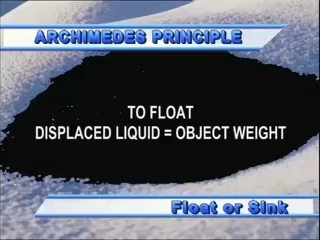 ARCHIMEDES PRINCIPLE
TO FLOAT
DISPLACED LIQUID = OBJECT WEIGHT
Float or Sink